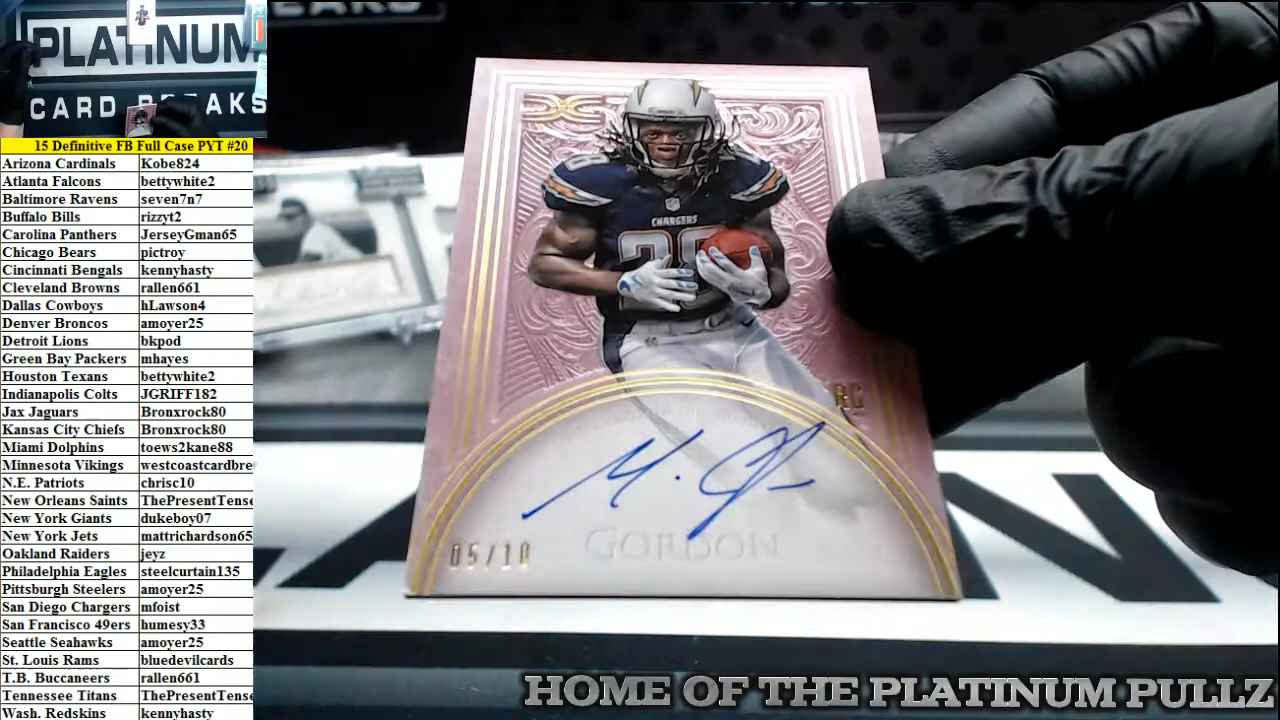 PLATINUM
CARD BREAKS
15 Definitive FB Full Case PYT #20
Arizona Cardinals Kobe824
Atlanta Falcons bettywhite2
Baltimore Ravens seven7n7
Buffalo Bills rizzyt2
Carolina Panthers JerseyGman65
Chicago Bears pictroy
Cincinnati Bengals kennyhasty
Cleveland Browns rallen661
Dallas Cowboys hLawson4
Denver Broncos amoyer25
Detroit Lions bkpod
Green Bay Packers mhayes
Houston Texans bettywhite2
Indianapolis Colts JGRIFF182
Jax Jaguars Bronxrock80
Kansas City Chiefs Bronxrock80
Miami Dolphins toews2kane88
Minnesota Vikings westcoastcardbre
N.E. Patriots chrisc10
New Orleans Saints ThePresentTense
New York Giants dukeboy07
New York Jets mattrichardson65
Oakland Raiders jeyz
Philadelphia Eagles steelcurtain135
Pittsburgh Steelers amoyer25
San Diego Chargers mfoist
San Francisco 49ers humesy33
Seattle Seahawks amoyer25
St. Louis Rams bluedevilcards
T.B. Buccaneers rallen661
Tennessee Titans ThePresentTense
Wash. Redskins kennyhasty
CHARGERS
28
RC
M. G
GORDON
05/10
HOME OF THE PLATINUM PULLZ